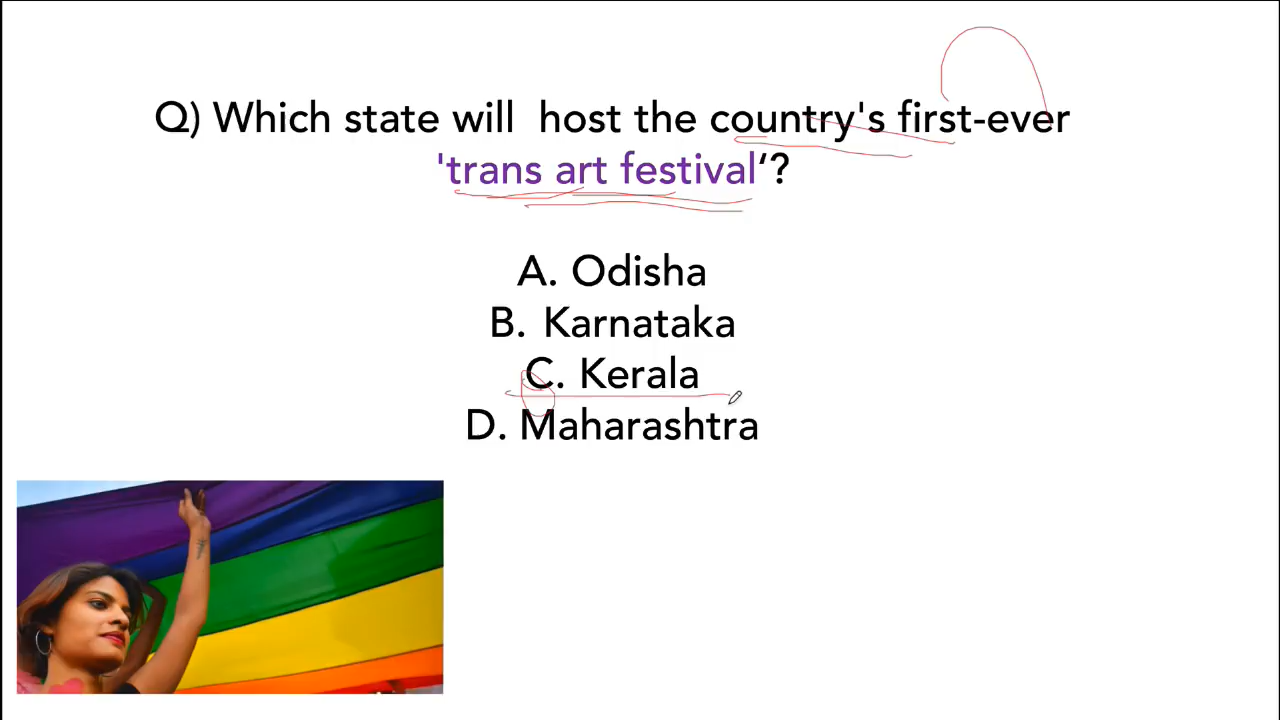 Q) Which state will  host the country's first-ever
'trans art festival‘?
A. Odisha
B. Karnataka
C. Kerala
D. Maharashtra